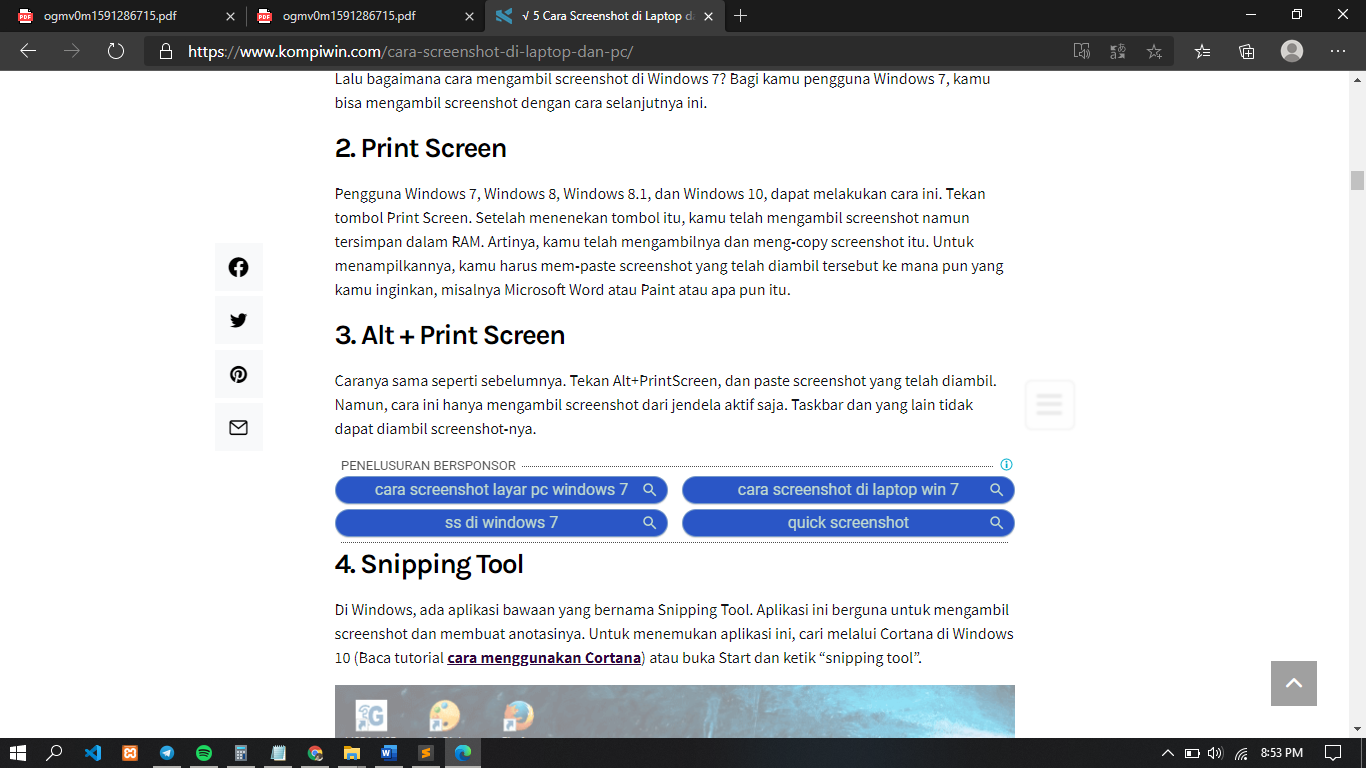 ogmv0m1591286715.pdf
ogmv0m1591286715.pdf
√ 5 Cara Screenshot di Laptop da
https://www.kompiwin.com/cara-screenshot-di-laptop-dan-pc/
Lalu bagaimana cara mengambil screenshot di Windows 7? Bagi kamu pengguna Windows 7, kamu
bisa mengambil screenshot dengan cara selanjutnya ini.
2. Print Screen
Pengguna Windows 7, Windows 8, Windows 8.1, dan Windows 10, dapat melakukan cara ini. Tekan
tombol Print Screen. Setelah menenekan tombol itu, kamu telah mengambil screenshot namun
tersimpan dalam RAM. Artinya, kamu telah mengambilnya dan meng-copy screenshot itu. Untuk
menampilkannya, kamu harus mem-paste screenshot yang telah diambil tersebut ke mana pun yang
kamu inginkan, misalnya Microsoft Word atau Paint atau apa pun itu.
3. Alt + Print Screen
Caranya sama seperti sebelumnya. Tekan Alt+PrintScreen, dan paste screenshot yang telah diambil.
Namun, cara ini hanya mengambil screenshot dari jendela aktif saja. Taskbar dan yang lain tidak
dapat diambil screenshot-nya.
PENELUSURAN BERSPONSOR
cara screenshot layar pc windows 7
cara screenshot di laptop win 7
ss di windows 7
quick screenshot
4. Snipping Tool
Di Windows, ada aplikasi bawaan yang bernama Snipping Tool. Aplikasi ini berguna untuk mengambil
screenshot dan membuat anotasinya. Untuk menemukan aplikasi ini, cari melalui Cortana di Windows
10 (Baca tutorial cara menggunakan Cortana) atau buka Start dan ketik “snipping tool”.
8:53 PM